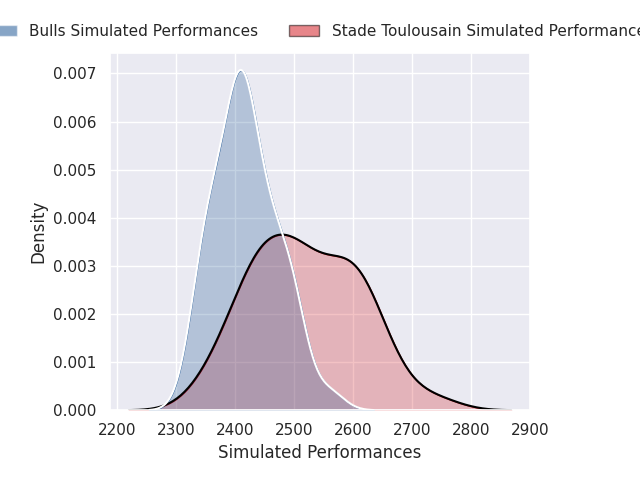 Bulls Simulated Performances
Stade Toulousain Simulated
0.007
0.006
0.005
0.004
0.003
0.002
0.001
0.000
Density
2200 2300 2400 2500 2600 2700 2800 2900
Simulated Performances